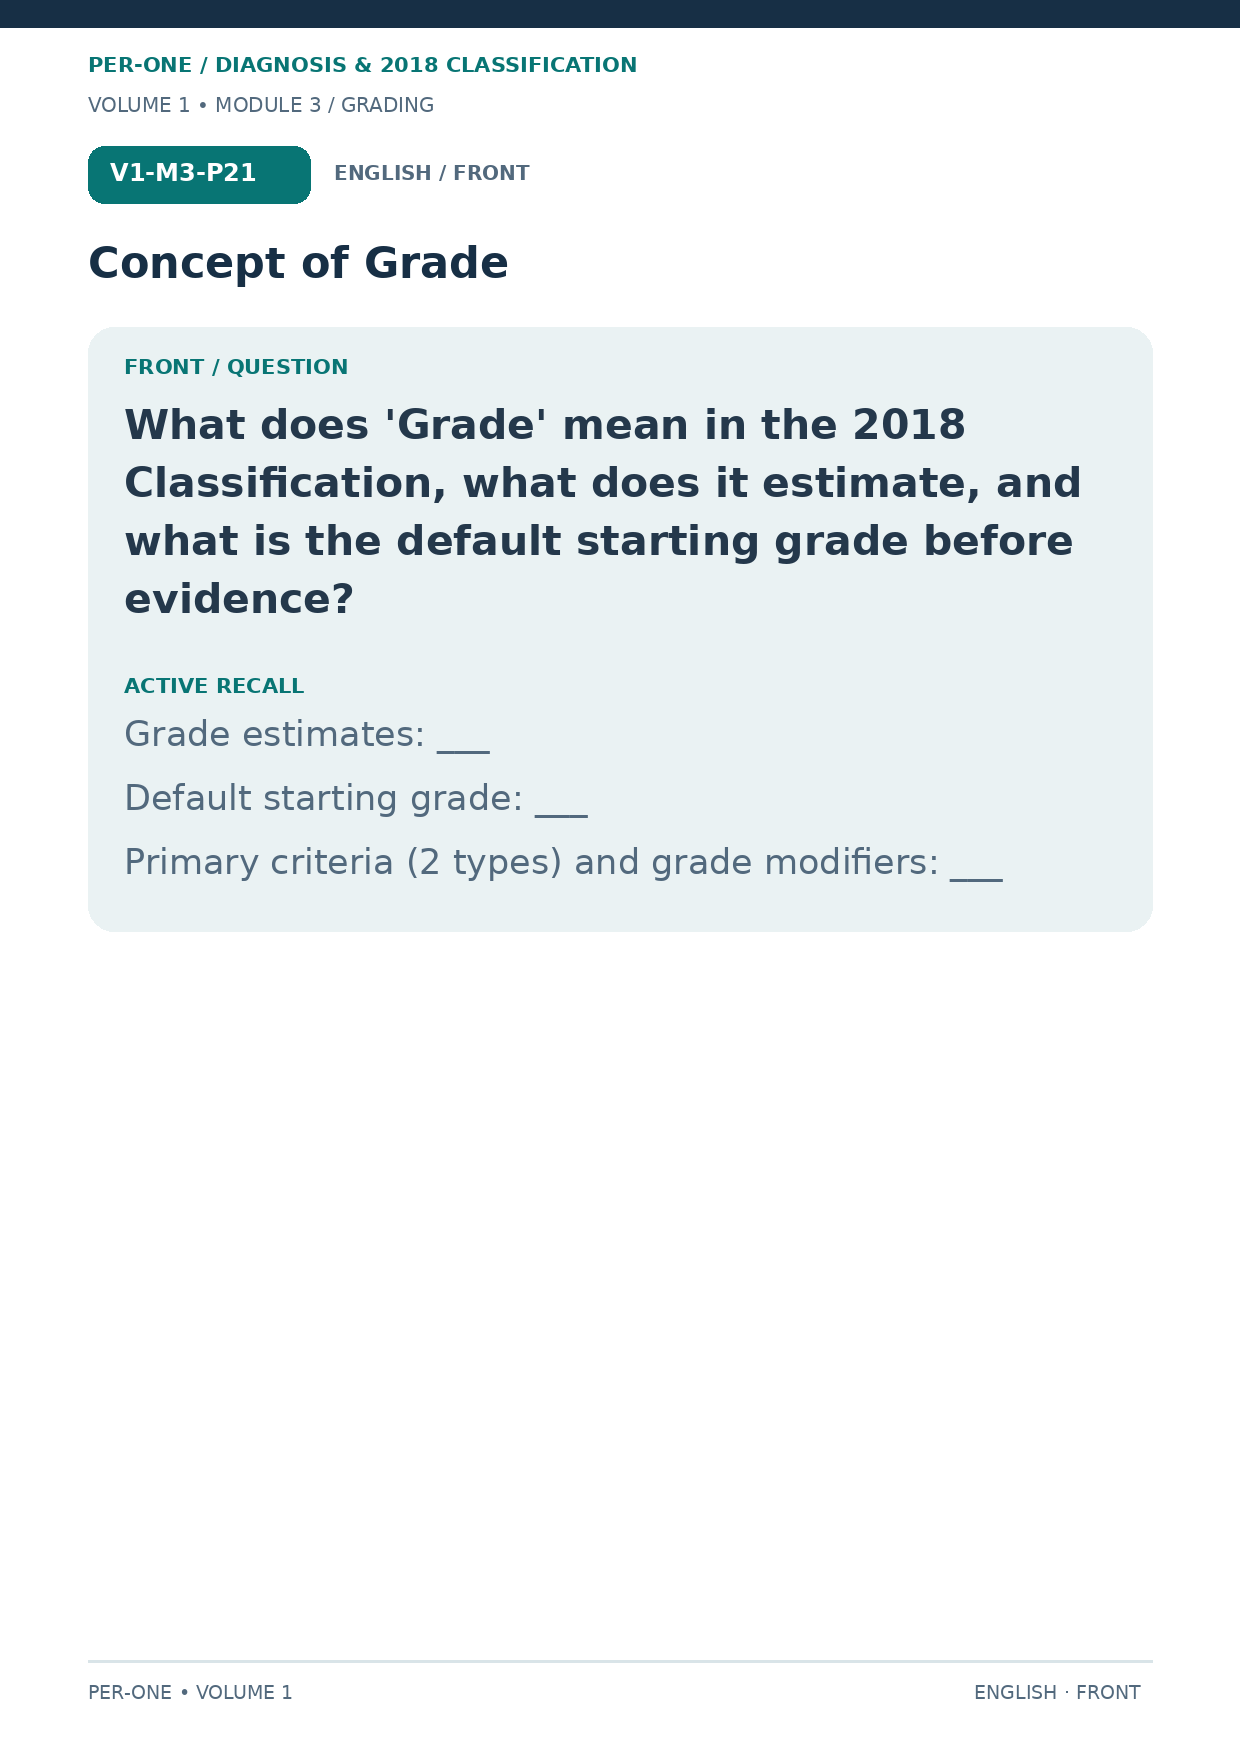 PER-ONE / DIAGNOSIS & 2018 CLASSIFICATION
VOLUME 1 • MODULE 3 / GRADING
V1-M3-P21
ENGLISH / FRONT
Concept of Grade
FRONT / QUESTION
What does 'Grade' mean in the 2018
Classification, what does it estimate, and
what is the default starting grade before
evidence?
ACTIVE RECALL
Grade estimates: ___
Default starting grade: ___
Primary criteria (2 types) and grade modifiers: ___
PER-ONE • VOLUME 1
ENGLISH · FRONT